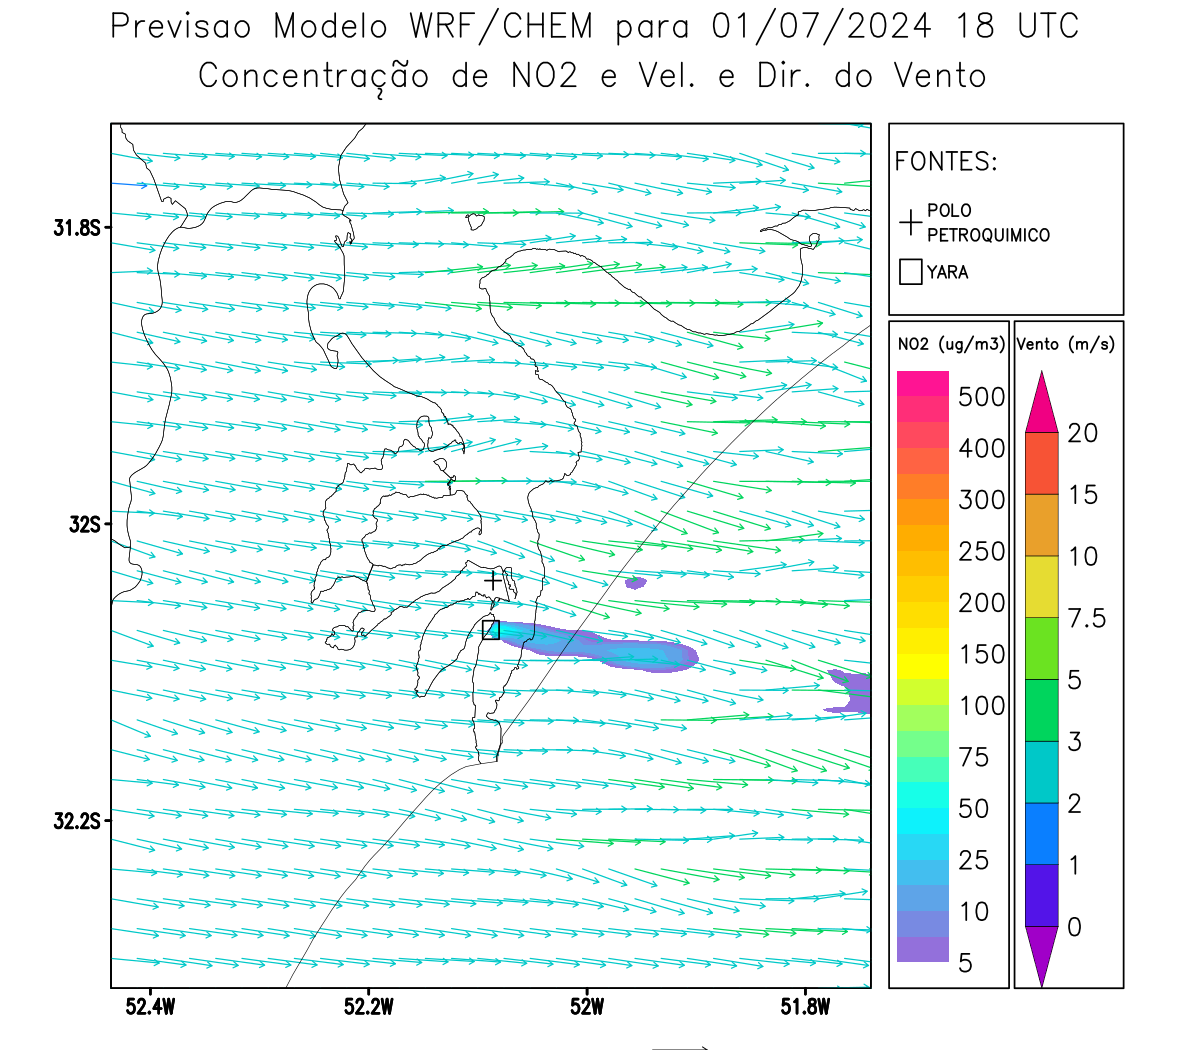 Previsao Modelo WRF/CHEM para 01/07/2024 18 UTC
Concentração de NO2 e Vel. e Dir. do Vento
FONTES:
POLO
PETROQUIMICO
YARA
31.8S
32S
32.2S
52.4W
52.2W
52W
51.8W
NO2 (ug/m3)
500
400
300
250
200
150
100
75
50
25
10
5
Vento (m/s)
20
15
10
7.5
5
3
2
1
0